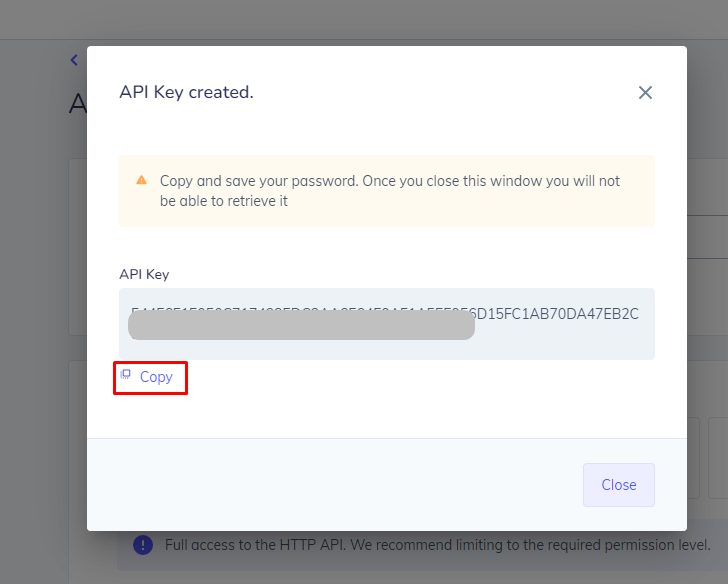 API Key created.
Copy and save your password. Once you close this window you will not
be able to retrieve it
API Key
6D15FC1AB70DA47EB2C
Copy
Close
Full access to the HTTP API. We recommend limiting to the required permission level.